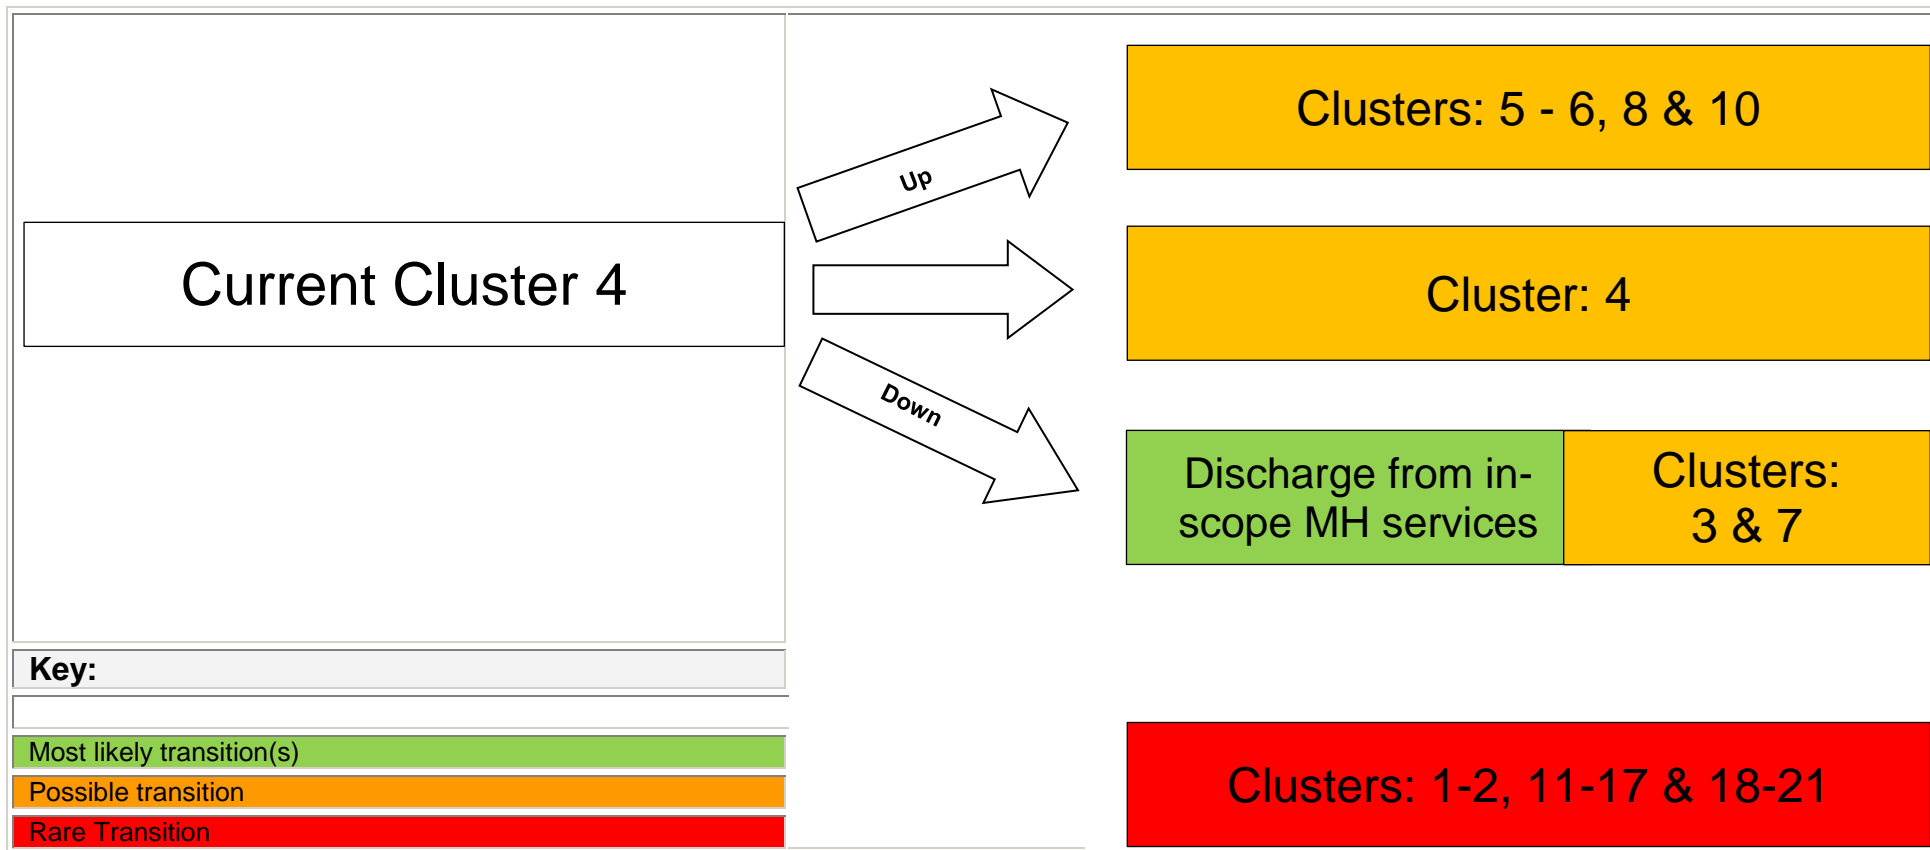 Current Cluster 4
Up
Down
Clusters: 5 - 6, 8 & 10
Cluster: 4
Discharge from in-
scope MH services
Clusters:
3 & 7
Key:
Most likely transition(s)
Possible transition
Rare Transition
Clusters: 1-2, 11-17 & 18-21